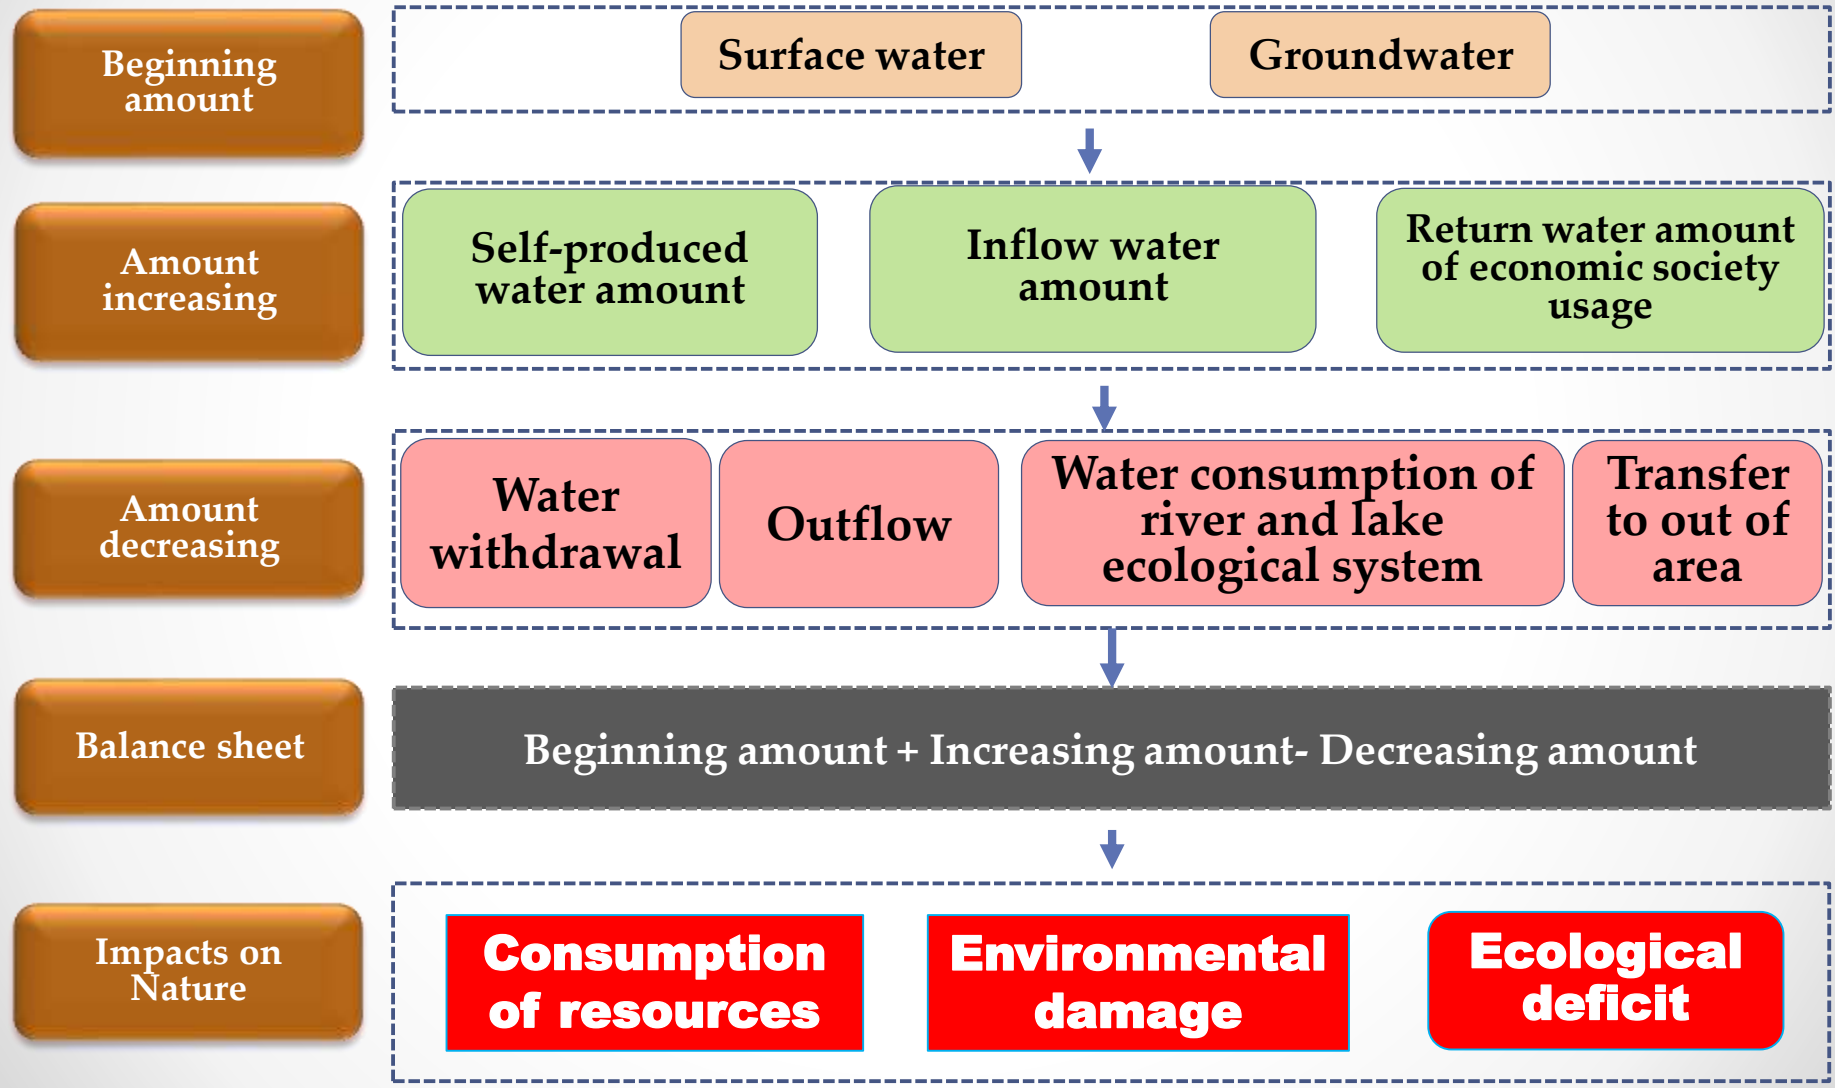 Beginning
amount
Surface water
Groundwater
Amount
increasing
Self-produced
water amount
Inflow water
amount
Return water amount
of economic society
usage
Amount
decreasing
Water
withdrawal
Outflow
Water consumption of
river and lake
ecological system
Transfer
to out of
area
Balance sheet
Beginning amount + Increasing amount- Decreasing amount
Impacts on
Nature
Consumption
of resources
Environmental
damage
Ecological
deficit